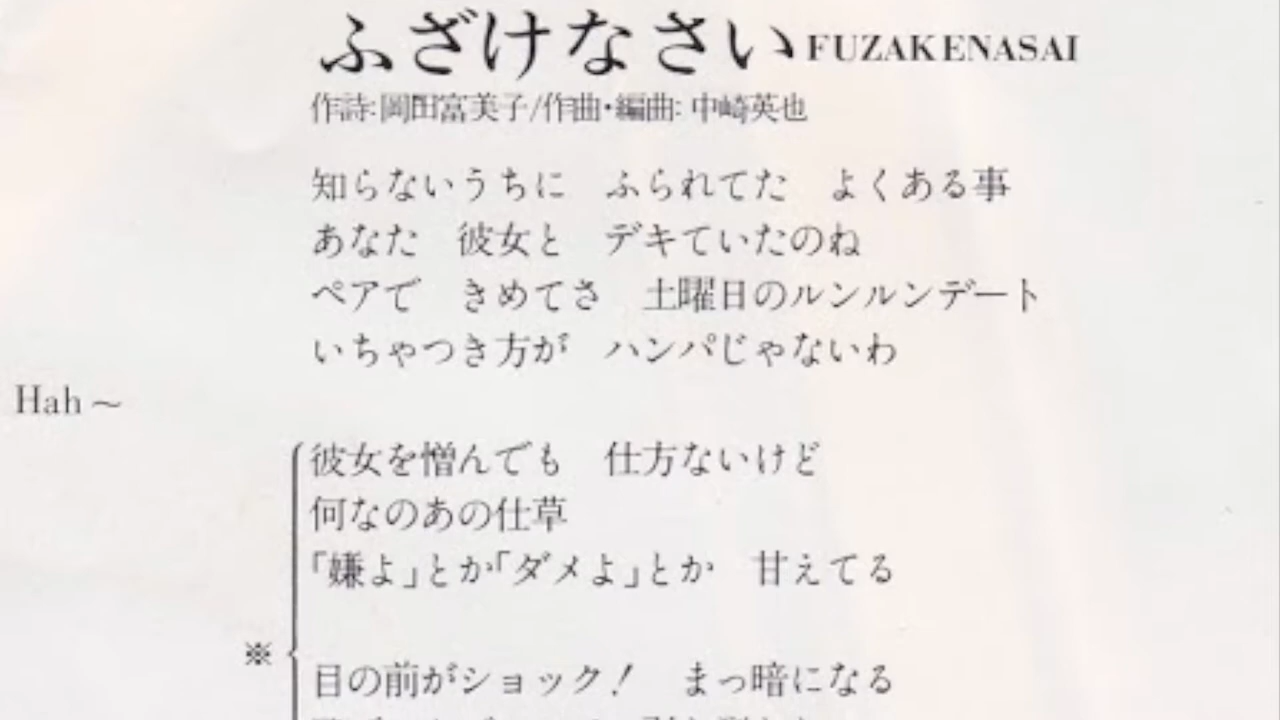 ふざけなさい FUZAKENASAI
作詩:岡田富美子/作曲・編曲: 中崎英也
知らないうちに　ふられてた　よくある事
あなた　彼女と　デキていたのね
ペアで　きめてさ　土曜日のルンルンデート
いちゃつき方が　ハンパじゃないわ
Hah～
彼女を憎んでも　仕方ないけど
何なのあの仕草
「嫌よ」とか「ダメよ」とか　甘えてる
※
目の前がショック！　まっ暗になる